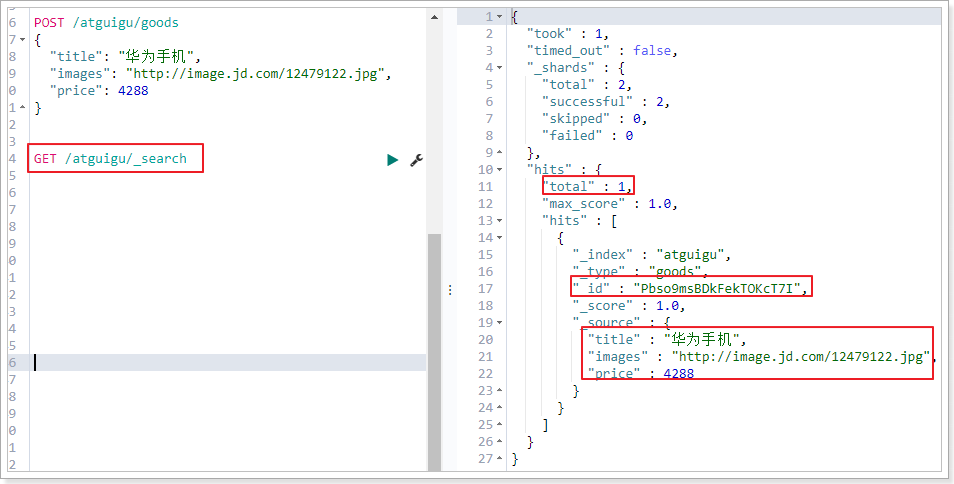 6 POST /atguigu/goods
7 {
8 "title": "华为手机",
9 "images": "http://image.jd.com/12479122.jpg",
0 "price": 4288
1 }
2
3
4 GET /atguigu/_search
5
6
7
8
9
0
1
2
3
4
5
6
7
8
9
0
1
2
1 {
2 "took" : 1,
3 "timed_out" : false,
4 "_shards" : {
5 "total" : 2,
6 "successful" : 2,
7 "skipped" : 0,
8 "failed" : 0
9 },
10 "hits" : {
11 "total" : 1,
12 "max_score" : 1.0,
13 "hits" : [
14 {
15 "_index" : "atguigu",
16 "_type" : "goods",
17 "_id" : "Pbso9msBDkFekTOKcT7I",
18 "_score" : 1.0,
19 "_source" : {
20 "title" : "华为手机",
21 "images" : "http://image.jd.com/12479122.jpg",
22 "price" : 4288
23 }
24 }
25 ]
26 }
27 }